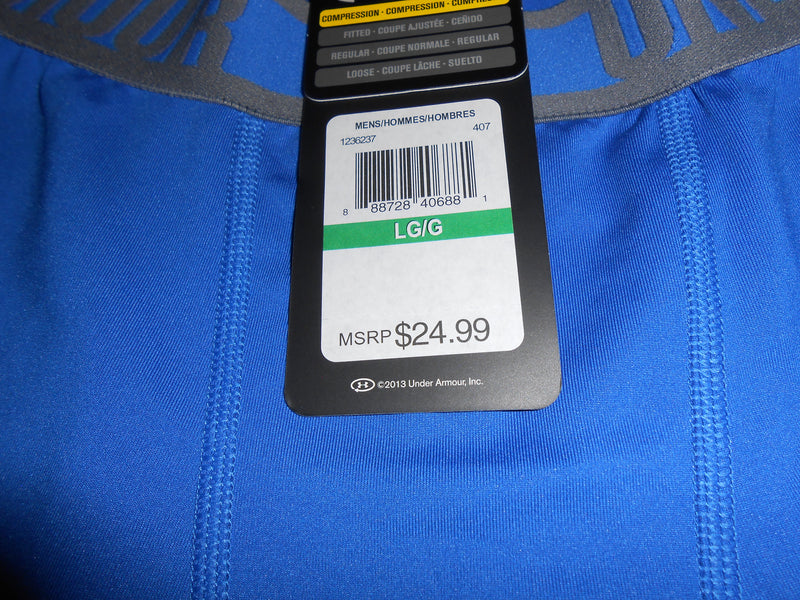 COMPRESSION · COMPRESSION · COMPRES
FITTED · COUPE AJUSTÉE · CEÑIDO
REGULAR · COUPE NORMALE · REGULAR
LOOSE · COUPE LÂCHE · SUELTO
MENS/HOMMES/HOMBRES
1236237 407
8 88728 40688 1
LG/G
MSRP $24.99
©2013 Under Armour, Inc.